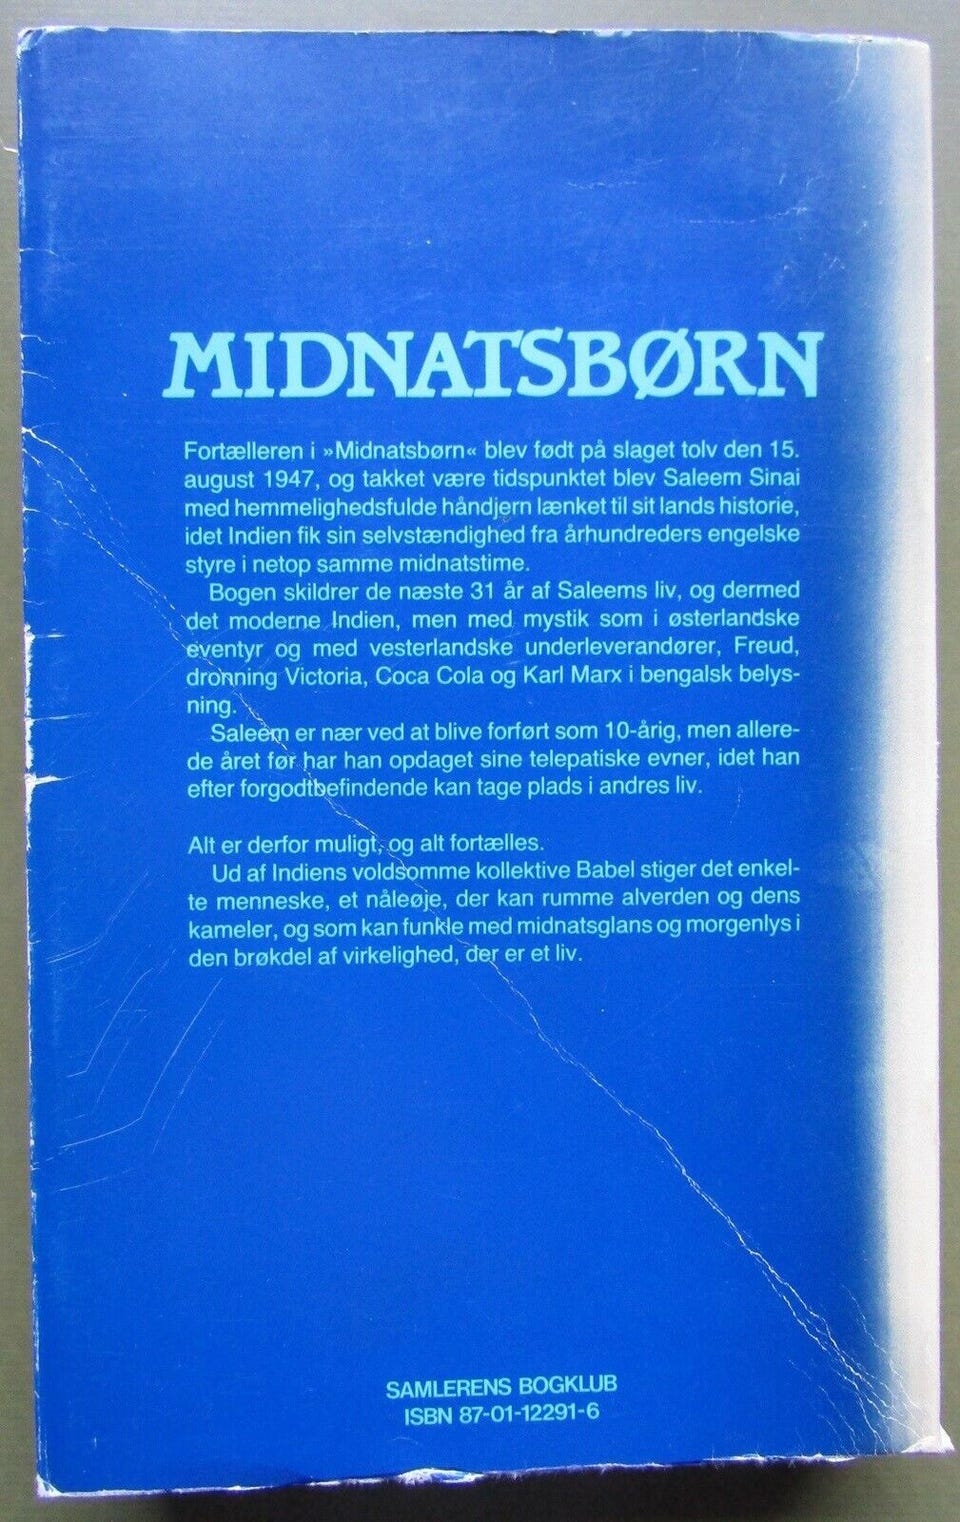 MIDNATSBØRN
Fortælleren i »Midnatsbørn« blev født på slaget tolv den 15.
august 1947, og takket være tidspunktet blev Saleem Sinai
med hemmelighedsfulde håndjern lænket til sit lands historie,
idet Indien fik sin selvstændighed fra århundreders engelske
styre i netop samme midnatstime.
Bogen skildrer de næste 31 år af Saleems liv, og dermed
det moderne Indien, men med mystik som i østerlandske
eventyr og med vesterlandske underleverandører, Freud,
dronning Victoria, Coca Cola og Karl Marx i bengalsk belys-
ning.
Saleem er nær ved at blive forført som 10-årig, men allere-
de året før har han opdaget sine telepatiske evner, idet han
efter forgodtbefindende kan tage plads i andres liv.
Alt er derfor muligt, og alt fortælles.
Ud af Indiens voldsomme kollektive Babel stiger det enkel-
te menneske, et nåleøje, der kan rumme alverden og dens
kameler, og som kan funkle med midnatsglans og morgenlys i
den brøkdel af virkelighed, der er et liv.
SAMLERENS BOGKLUB
ISBN 87-01-12291-6